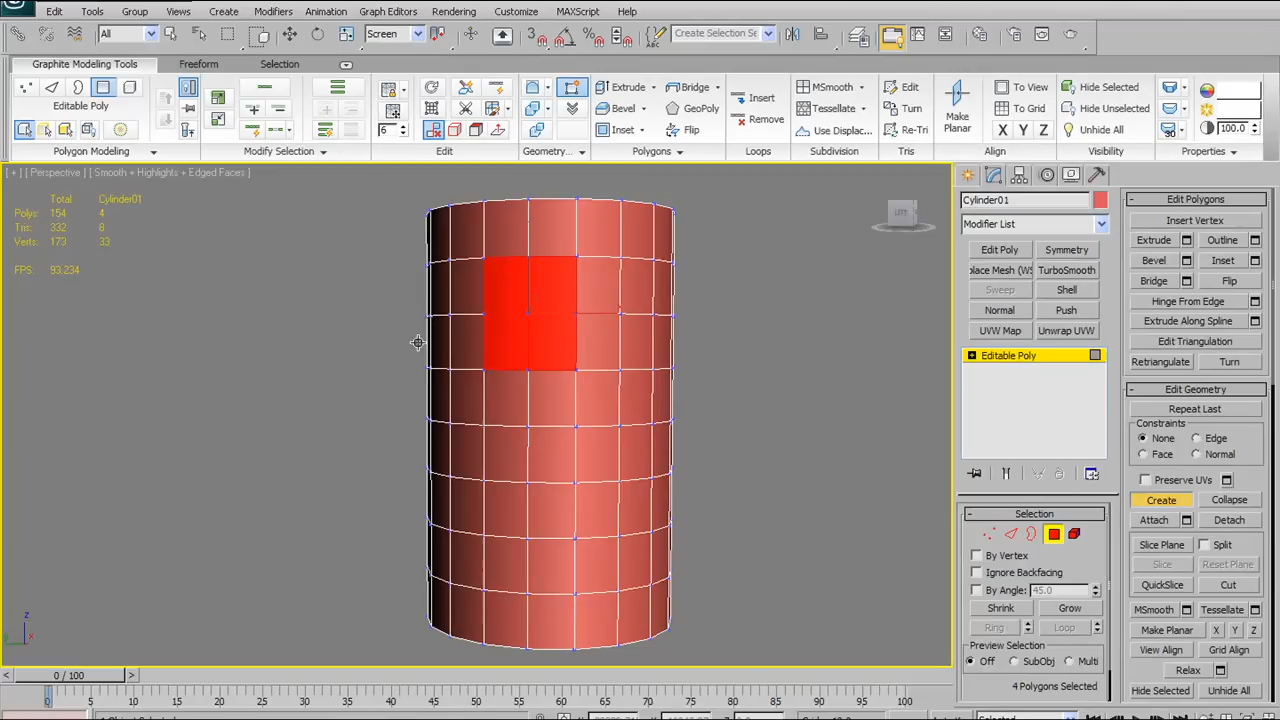 Edit Tools Group Views Create Modifiers Animation Graph Editors Rendering Customize MAXScript Help
All Screen 3 Create Selection Se
Graphite Modeling Tools Freeform Selection
Editable Poly
Polygon Modeling
Modify Selection
6
Edit
Geometry...
Extrude Bridge
Bevel GeoPoly
Inset Flip
Polygons
Insert
Remove
Loops
MSmooth
Tessellate
Use Displac...
Subdivision
Edit
Turn
Re-Tri
Tris
Make Planar
To View
To Grid
X Y Z
Align
Hide Selected
Hide Unselected
Unhide All
Visibility
30
100.0
Properties
[ + ] [ Perspective ] [ Smooth + Highlights + Edged Faces ]
Total Cylinder01
Polys: 154 4
Tris: 332 8
Verts: 173 33
FPS: 93,234
LEFT
z
x
y
Cylinder01
Modifier List
Edit Poly Symmetry
place Mesh (WS TurboSmooth
Sweep Shell
Normal Push
UVW Map Unwrap UVW
Editable Poly
Selection
By Vertex
Ignore Backfacing
By Angle: 45.0
Shrink Grow
Ring Loop
Preview Selection
Off SubObj Multi
4 Polygons Selected
Edit Polygons
Insert Vertex
Extrude Outline
Bevel Inset
Bridge Flip
Hinge From Edge
Extrude Along Spline
Edit Triangulation
Retriangulate Turn
Edit Geometry
Repeat Last
Constraints
None Edge
Face Normal
Preserve UVs
Create Collapse
Attach Detach
Slice Plane Split
Slice Reset Plane
QuickSlice Cut
MSmooth Tessellate
Make Planar X Y Z
View Align Grid Align
Relax
Hide Selected Unhide All
< 0 / 100 >
0 5 10 15 20 25 30 35 40 45 50 55 60 65 70 75 80 85 90 95 100
1 Object Selected
Selected